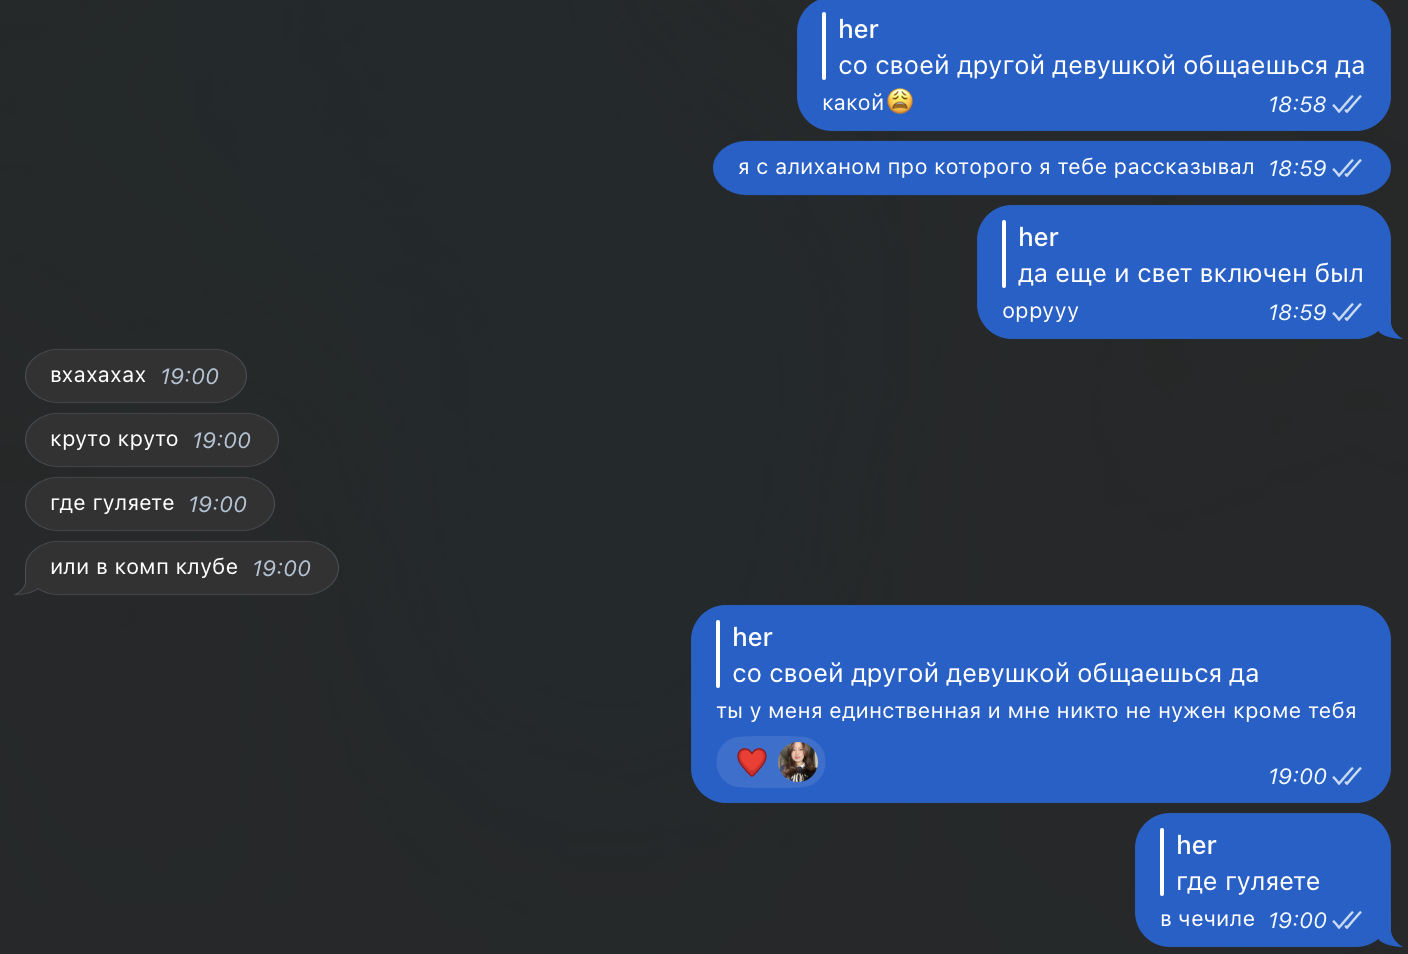 her
со своей другой девушкой общаешься да
какой😩 18:58
я с алиханом про которого я тебе рассказывал 18:59
her
да еще и свет включен был
оррууу 18:59
вхахахах 19:00
круто круто 19:00
где гуляете 19:00
или в комп клубе 19:00
her
со своей другой девушкой общаешься да
ты у меня единственная и мне никто не нужен кроме тебя
❤️ 19:00
her
где гуляете
в чечиле 19:00